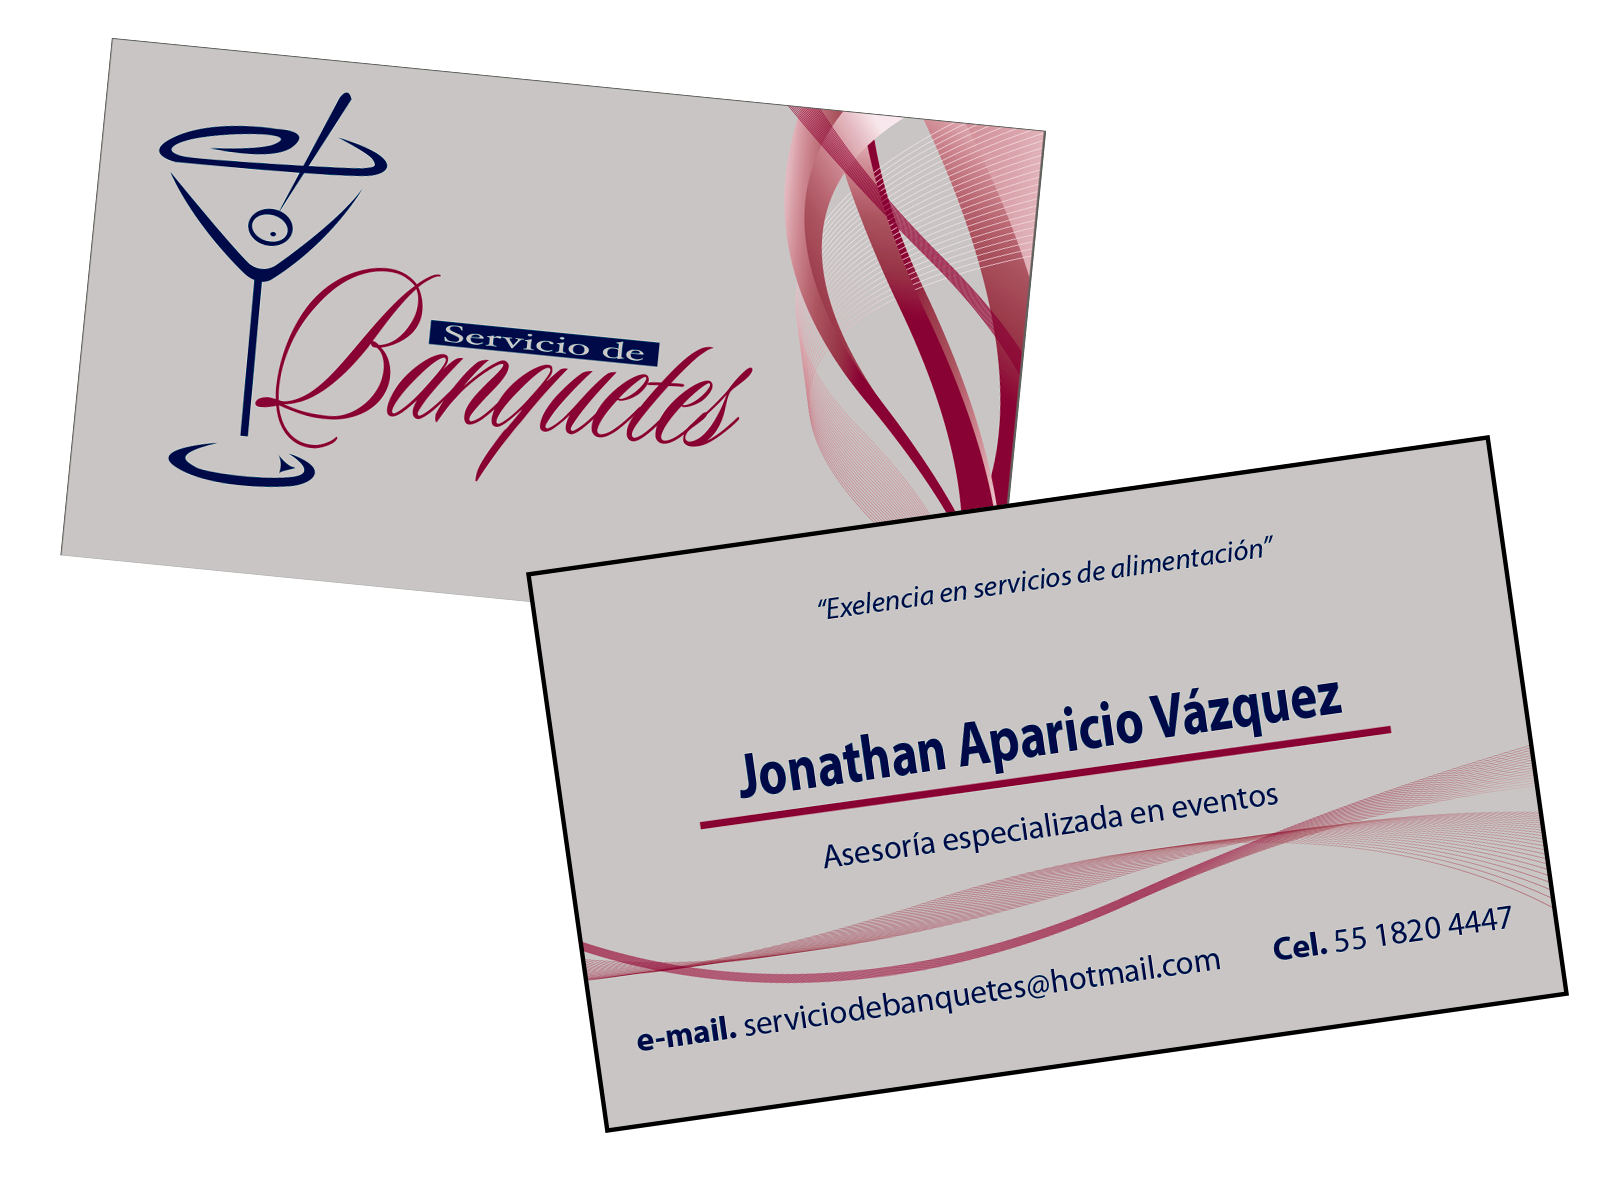 Servicio de
Banquetes
“Exelencia en servicios de alimentación”
Jonathan Aparicio Vázquez
Asesoría especializada en eventos
e-mail. serviciodebanquetes@hotmail.com Cel. 55 1820 4447